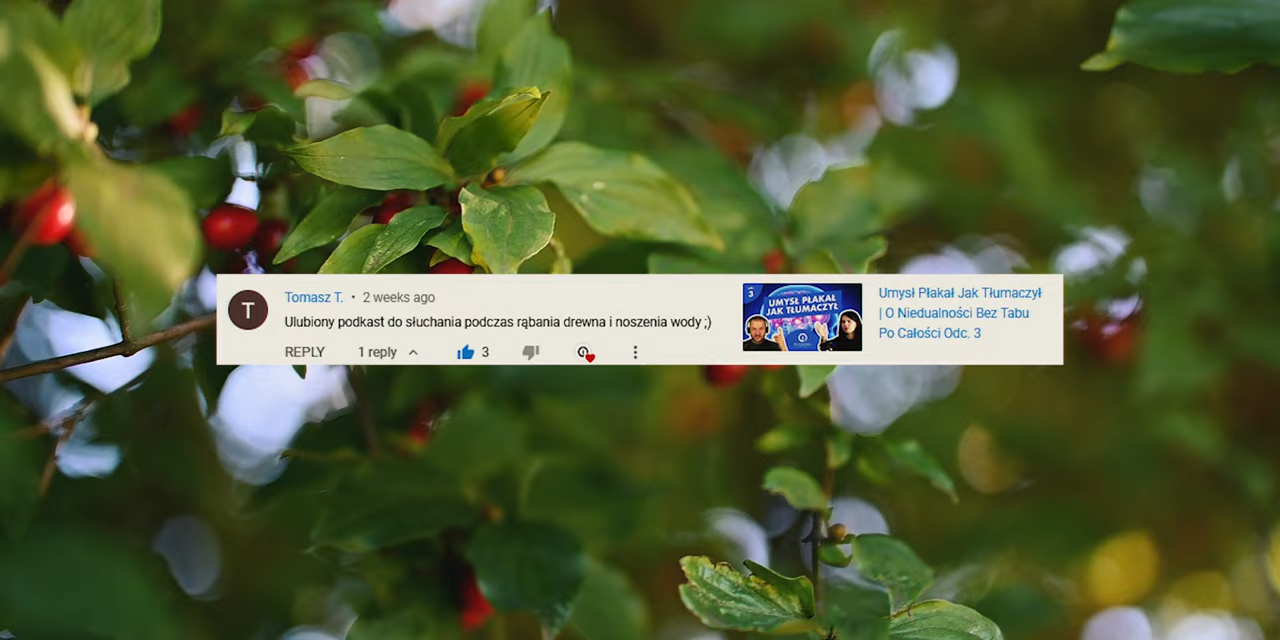 T
Tomasz T. • 2 weeks ago
Ulubiony podkast do słuchania podczas rąbania drewna i noszenia wody ;)
REPLY 1 reply 3
3
UMYSŁ PŁAKAŁ
JAK TŁUMACZYŁ
Umysł Płakał Jak Tłumaczył
| O Niedualności Bez Tabu
Po Całości Odc. 3